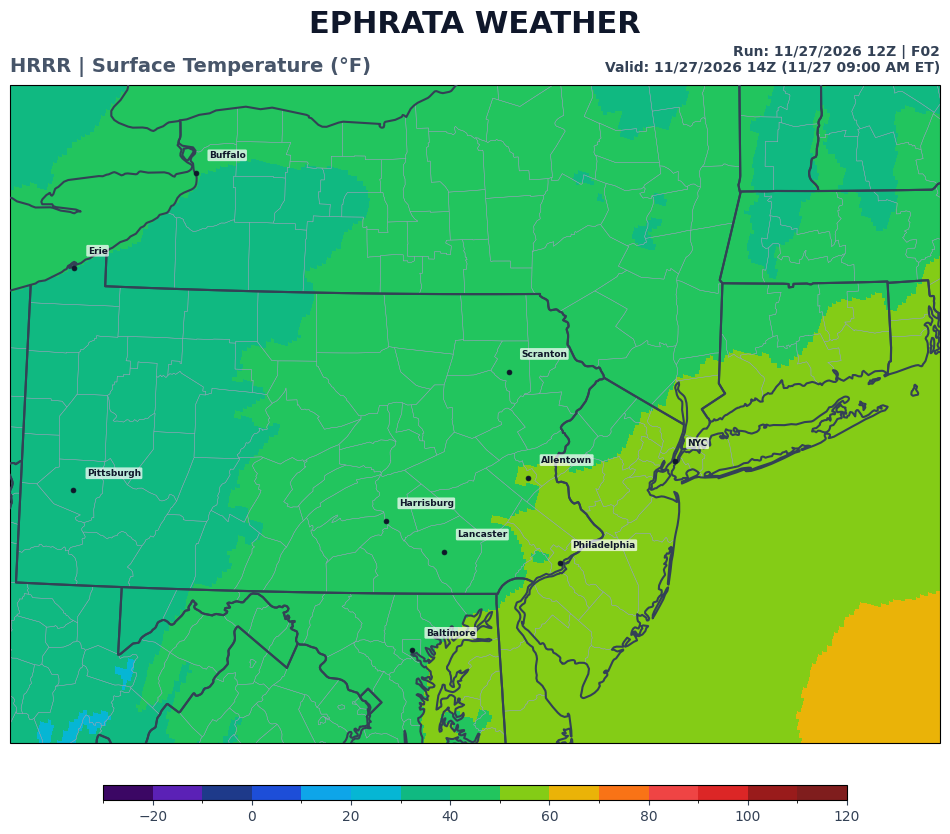 EPHRATA WEATHER
HRRR | Surface Temperature (°F)
Run: 11/27/2026 12Z | F02
Valid: 11/27/2026 14Z (11/27 09:00 AM ET)
Buffalo
Erie
Scranton
NYC
Allentown
Pittsburgh
Harrisburg
Lancaster
Philadelphia
Baltimore
−20 0 20 40 60 80 100 120